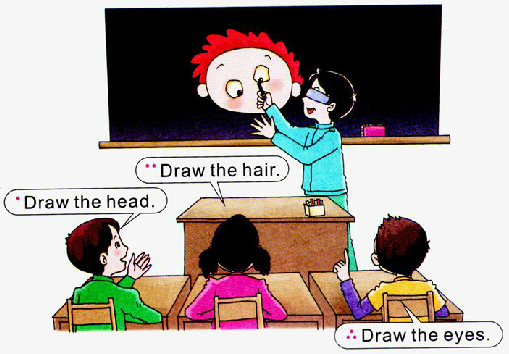 Draw the hair.
Draw the head.
Draw the eyes.